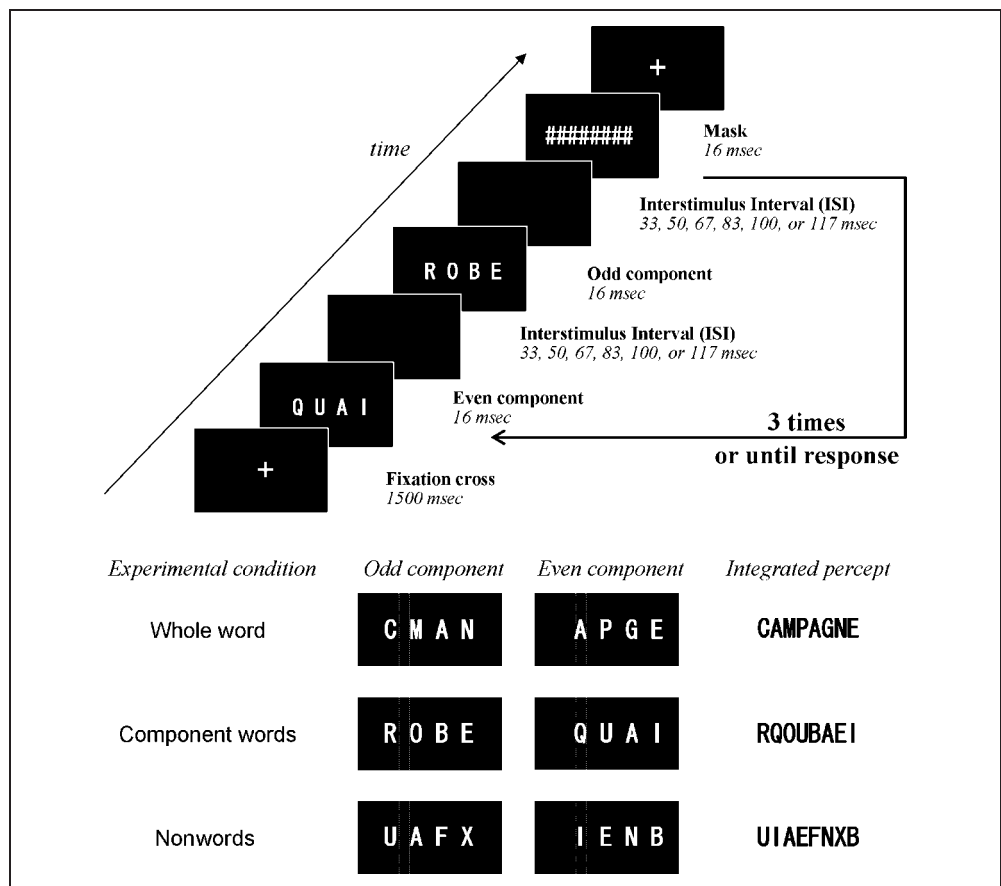 +
########
Mask
16 msec
time
Interstimulus Interval (ISI)
33, 50, 67, 83, 100, or 117 msec
R O B E
Odd component
16 msec
Interstimulus Interval (ISI)
33, 50, 67, 83, 100, or 117 msec
Q U A I
Even component
16 msec
3 times
or until response
+
Fixation cross
1500 msec
Experimental condition Odd component Even component Integrated percept
Whole word C M A N A P G E CAMPAGNE
Component words R O B E Q U A I RQOUBAEI
Nonwords U A F X I E N B UIAEFNXB